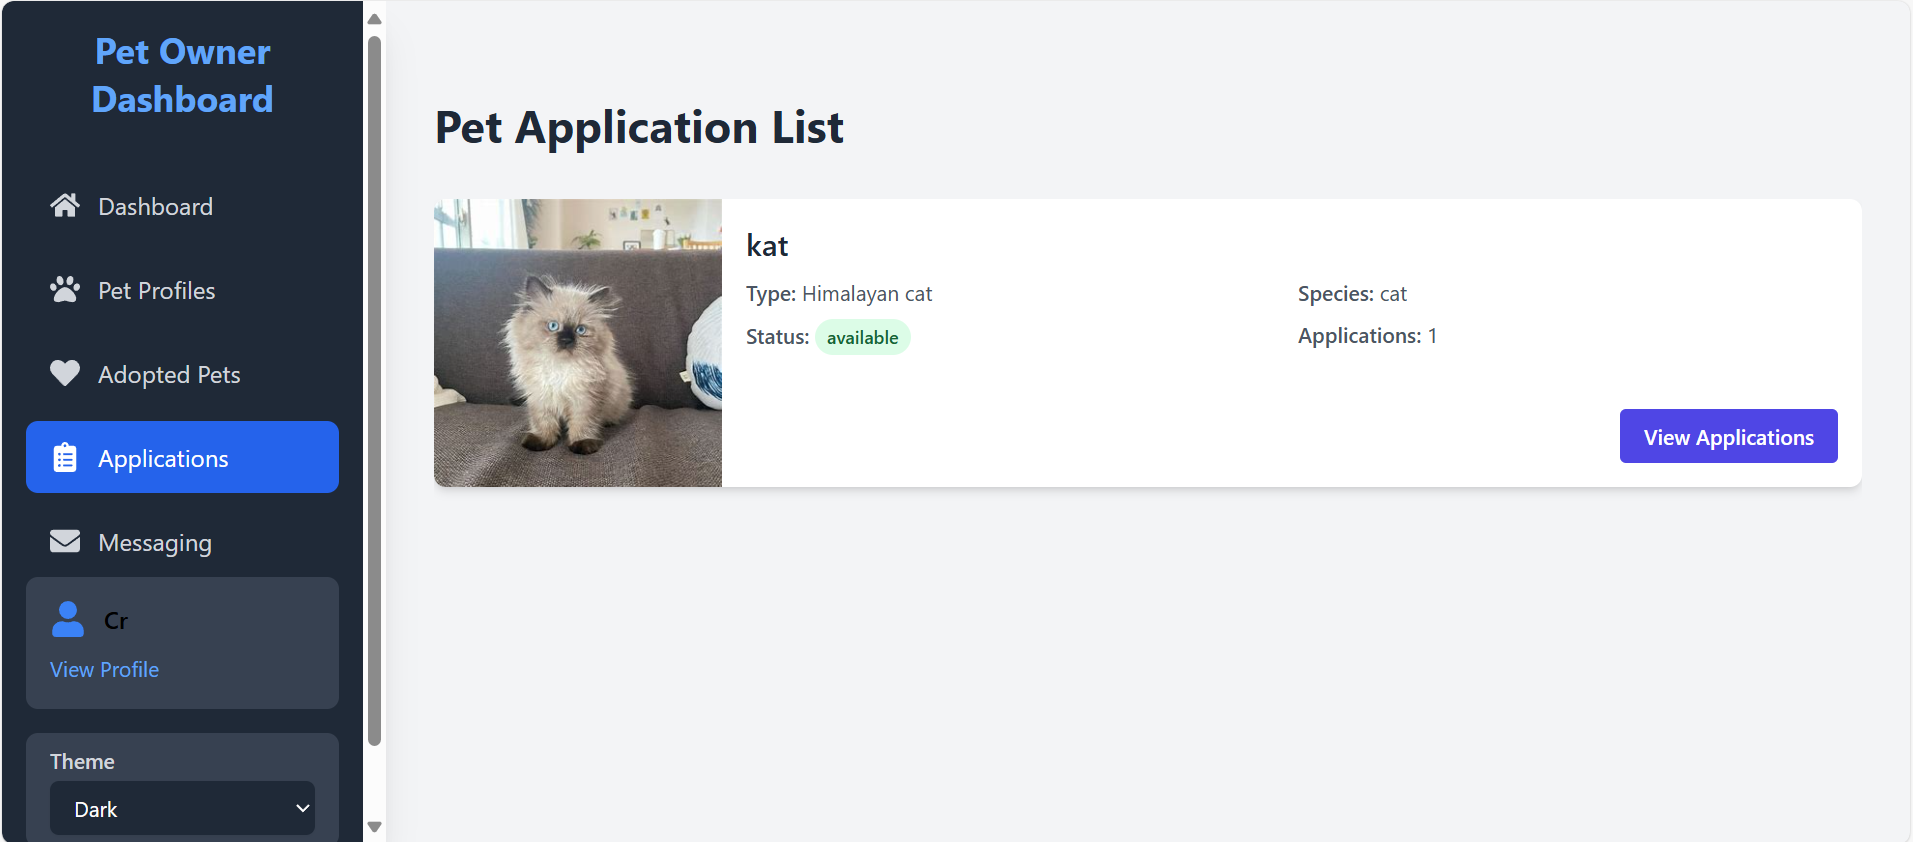 Pet Owner
Dashboard
Dashboard
Pet Profiles
Adopted Pets
Applications
Messaging
Cr
View Profile
Theme
Dark
Pet Application List
kat
Type: Himalayan cat
Species: cat
Status: available
Applications: 1
View Applications